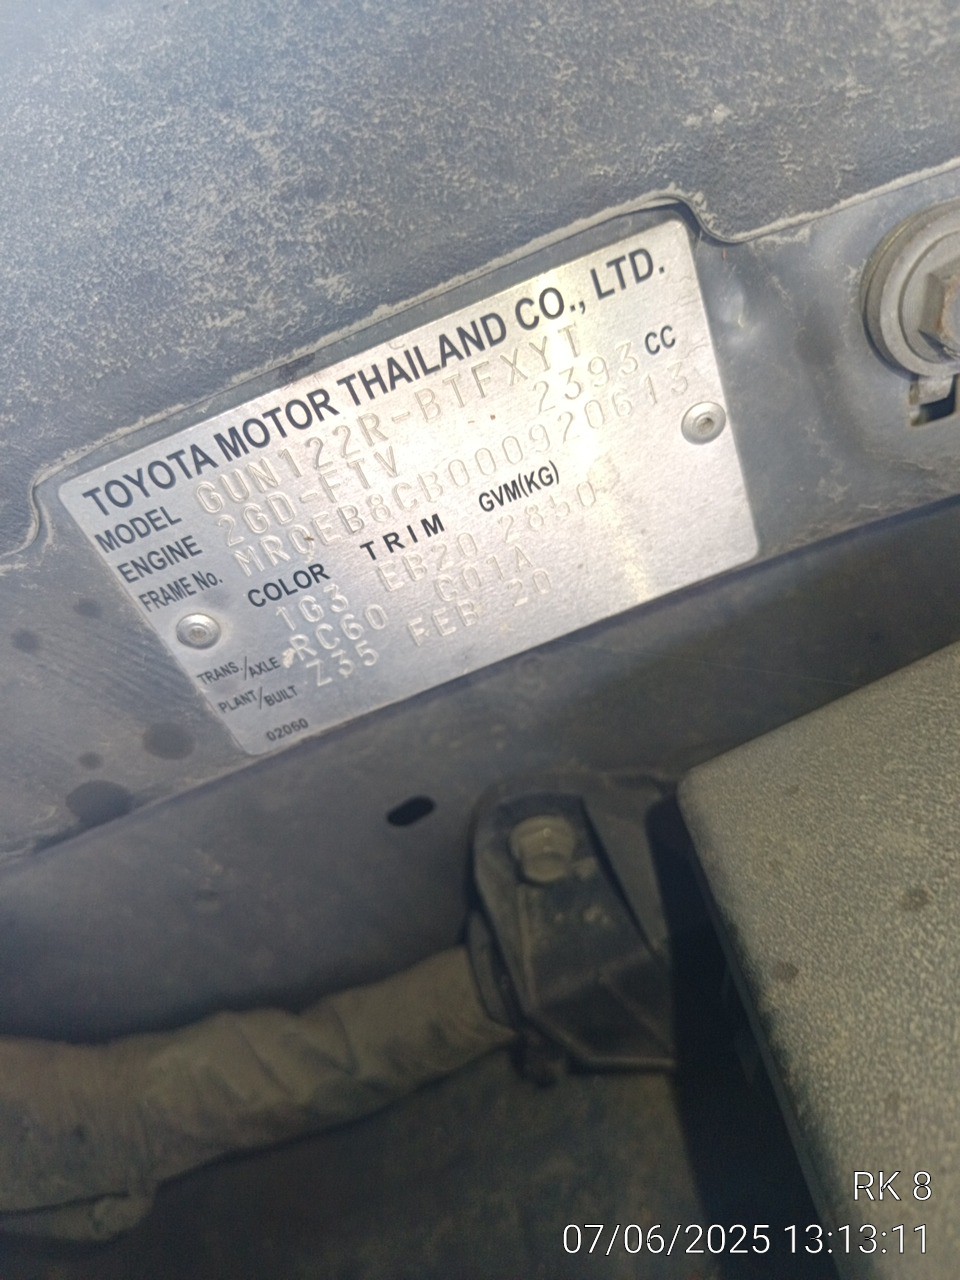 TOYOTA MOTOR THAILAND CO., LTD.
MODEL GUN122R-BTFXYT
ENGINE 2GD-FTV 2393 CC
FRAME No. MR0EB8CB000920613
COLOR TRIM GVM(KG)
1G3 EB20 2850
TRANS./AXLE RC60 G01A
PLANT/BUILT Z35 FEB 20
02060
RK 8
07/06/2025 13:13:11